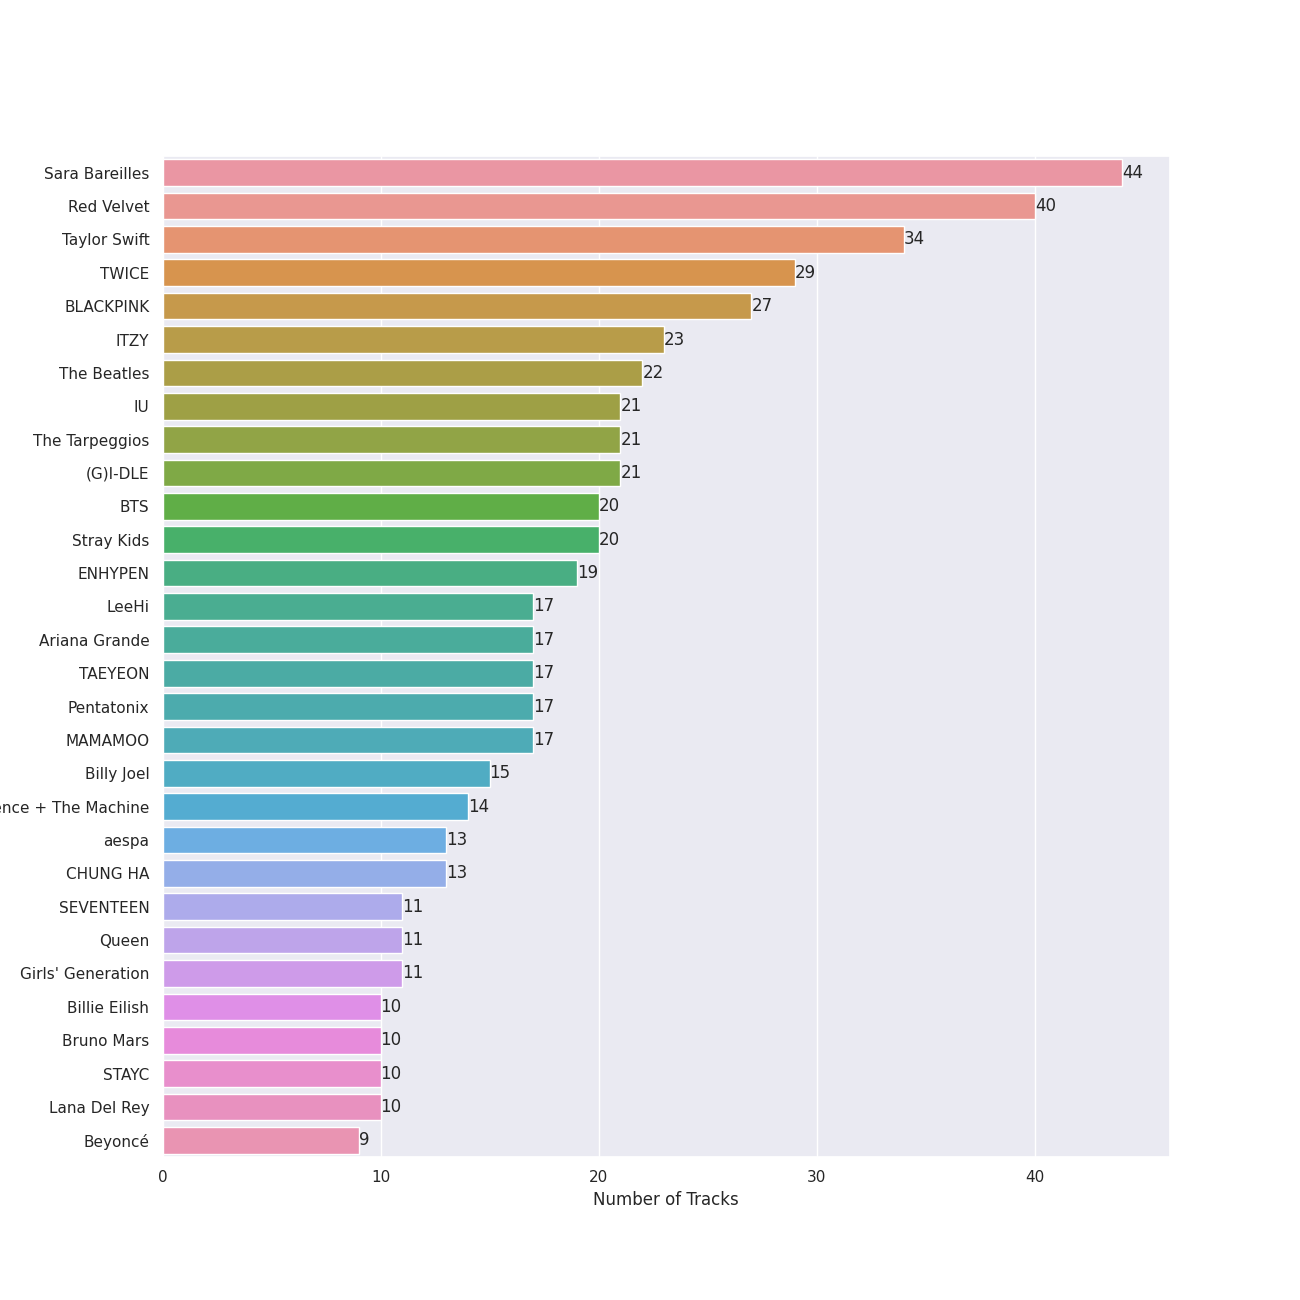 Sara Bareilles 44
Red Velvet 40
Taylor Swift 34
TWICE 29
BLACKPINK 27
ITZY 23
The Beatles 22
IU 21
The Tarpeggios 21
(G)I-DLE 21
BTS 20
Stray Kids 20
ENHYPEN 19
LeeHi 17
Ariana Grande 17
TAEYEON 17
Pentatonix 17
MAMAMOO 17
Billy Joel 15
ence + The Machine 14
aespa 13
CHUNG HA 13
SEVENTEEN 11
Queen 11
Girls' Generation 11
Billie Eilish 10
Bruno Mars 10
STAYC 10
Lana Del Rey 10
Beyoncé 9
0 10 20 30 40
Number of Tracks